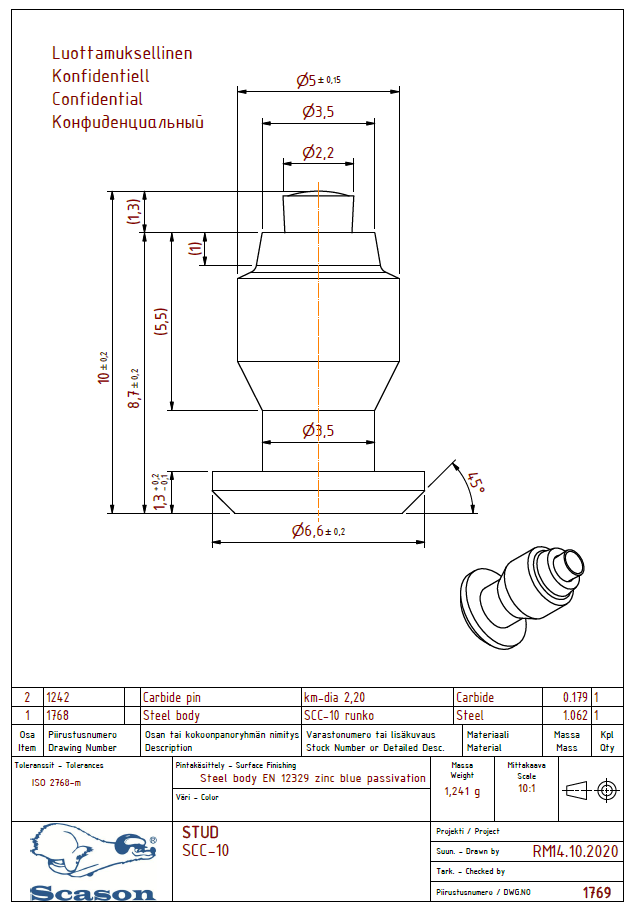 Luottamuksellinen
Konfidentiell
Confidential
Конфиденциальный
Ø5 ± 0,15
Ø3,5
Ø2,2
(1,3)
(1)
(5,5)
10 ± 0,2
8,7 ± 0,2
Ø3,5
1,3 + 0,2 - 0,1
45°
Ø6,6 ± 0,2
2 1242 Carbide pin km-dia 2,20 Carbide 0.179 1
1 1768 Steel body SCC-10 runko Steel 1.062 1
Osa Piirustusnumero Osan tai kokoonpanoryhmän nimitys Varastonumero tai lisäkuvaus Materiaali Massa Kpl
Item Drawing Number Description Stock Number or Detailed Desc. Material Mass Qty
Toleranssit - Tolerances
ISO 2768-m
Pintakäsittely - Surface Finishing
Steel body EN 12329 zinc blue passivation
Väri - Color
Massa
Weight
1,241 g
Mittakaava
Scale
10:1
STUD
SCC-10
Scason
®
Projekti / Project
Suun. - Drawn by RM14.10.2020
Tark. - Checked by
Piirustusnumero / DWG.NO 1769